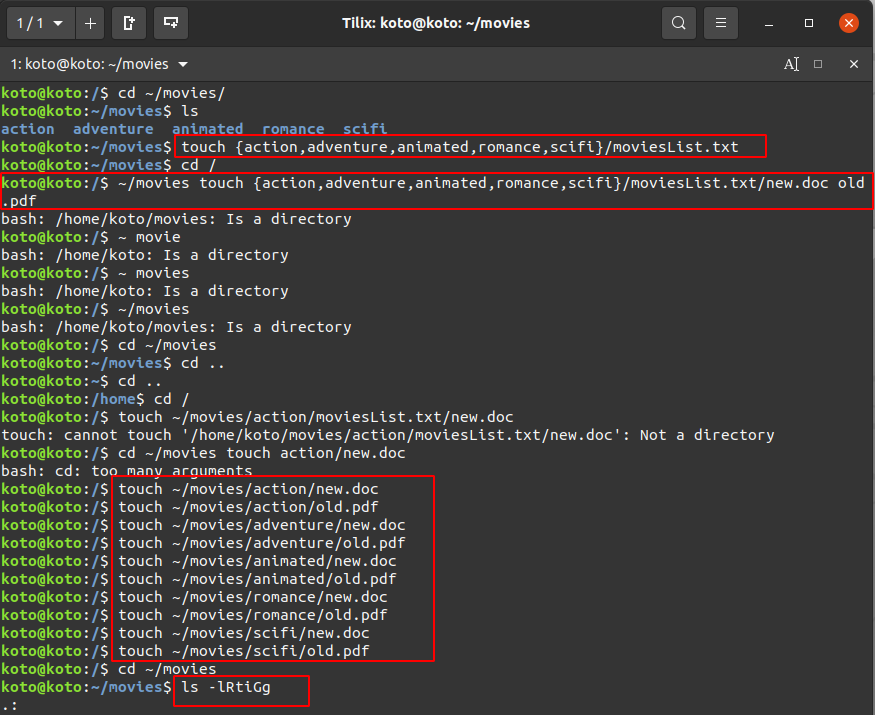 1 / 1
Tilix: koto@koto: ~/movies
1: koto@koto: ~/movies
koto@koto:/$ cd ~/movies/
koto@koto:~/movies$ ls
action  adventure  animated  romance  scifi
koto@koto:~/movies$ touch {action,adventure,animated,romance,scifi}/moviesList.txt
koto@koto:~/movies$ cd /
koto@koto:/$ ~/movies touch {action,adventure,animated,romance,scifi}/moviesList.txt/new.doc old
.pdf
bash: /home/koto/movies: Is a directory
koto@koto:/$ ~ movie
bash: /home/koto: Is a directory
koto@koto:/$ ~ movies
bash: /home/koto: Is a directory
koto@koto:/$ ~/movies
bash: /home/koto/movies: Is a directory
koto@koto:/$ cd ~/movies
koto@koto:~/movies$ cd ..
koto@koto:~$ cd ..
koto@koto:/home$ cd /
koto@koto:/$ touch ~/movies/action/moviesList.txt/new.doc
touch: cannot touch '/home/koto/movies/action/moviesList.txt/new.doc': Not a directory
koto@koto:/$ cd ~/movies touch action/new.doc
bash: cd: too many arguments
koto@koto:/$ touch ~/movies/action/new.doc
koto@koto:/$ touch ~/movies/action/old.pdf
koto@koto:/$ touch ~/movies/adventure/new.doc
koto@koto:/$ touch ~/movies/adventure/old.pdf
koto@koto:/$ touch ~/movies/animated/new.doc
koto@koto:/$ touch ~/movies/animated/old.pdf
koto@koto:/$ touch ~/movies/romance/new.doc
koto@koto:/$ touch ~/movies/romance/old.pdf
koto@koto:/$ touch ~/movies/scifi/new.doc
koto@koto:/$ touch ~/movies/scifi/old.pdf
koto@koto:/$ cd ~/movies
koto@koto:~/movies$ ls -lRtiGg
.: